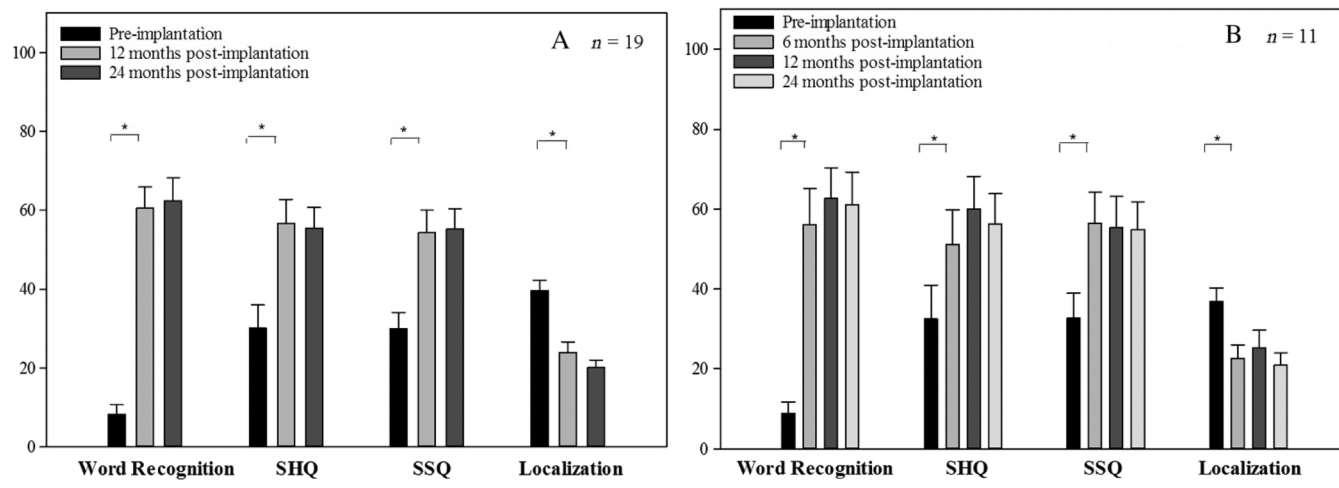 Pre-implantation
12 months post-implantation
24 months post-implantation
A
n = 19
100
80
60
40
20
0
*
*
*
*
Word Recognition
SHQ
SSQ
Localization
Pre-implantation
6 months post-implantation
12 months post-implantation
24 months post-implantation
B
n = 11
100
80
60
40
20
0
*
*
*
*
Word Recognition
SHQ
SSQ
Localization